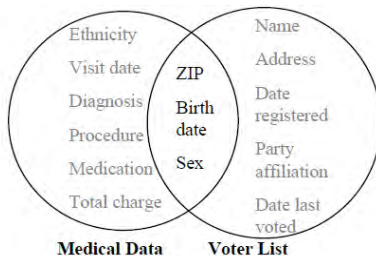 Ethnicity
Visit date
Diagnosis
Procedure
Medication
Total charge
ZIP
Birth
date
Sex
Name
Address
Date
registered
Party
affiliation
Date last
voted
Medical Data
Voter List